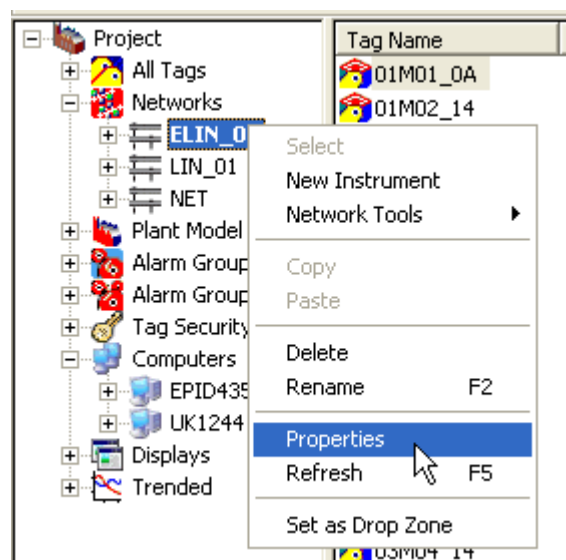 Project
All Tags
Networks
ELIN_0
LIN_01
NET
Plant Model
Alarm Group
Alarm Group
Tag Security
Computers
EPID435
UK1244
Displays
Trended
Tag Name
01M01_0A
01M02_14
Select
New Instrument
Network Tools
Copy
Paste
Delete
Rename F2
Properties
Refresh F5
Set as Drop Zone
03M04_14